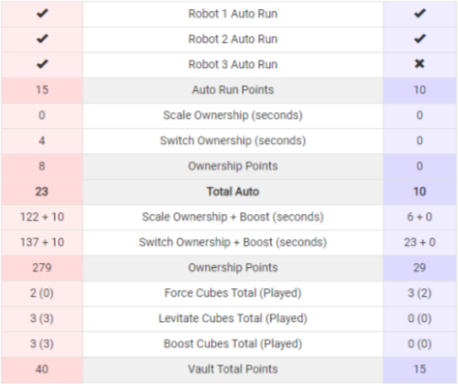 ✔ Robot 1 Auto Run ✔
✔ Robot 2 Auto Run ✔
✔ Robot 3 Auto Run ✖
15 Auto Run Points 10
0 Scale Ownership (seconds) 0
4 Switch Ownership (seconds) 0
8 Ownership Points 0
23 Total Auto 10
122 + 10 Scale Ownership + Boost (seconds) 6 + 0
137 + 10 Switch Ownership + Boost (seconds) 23 + 0
279 Ownership Points 29
2 (0) Force Cubes Total (Played) 3 (2)
3 (3) Levitate Cubes Total (Played) 0 (0)
3 (3) Boost Cubes Total (Played) 0 (0)
40 Vault Total Points 15